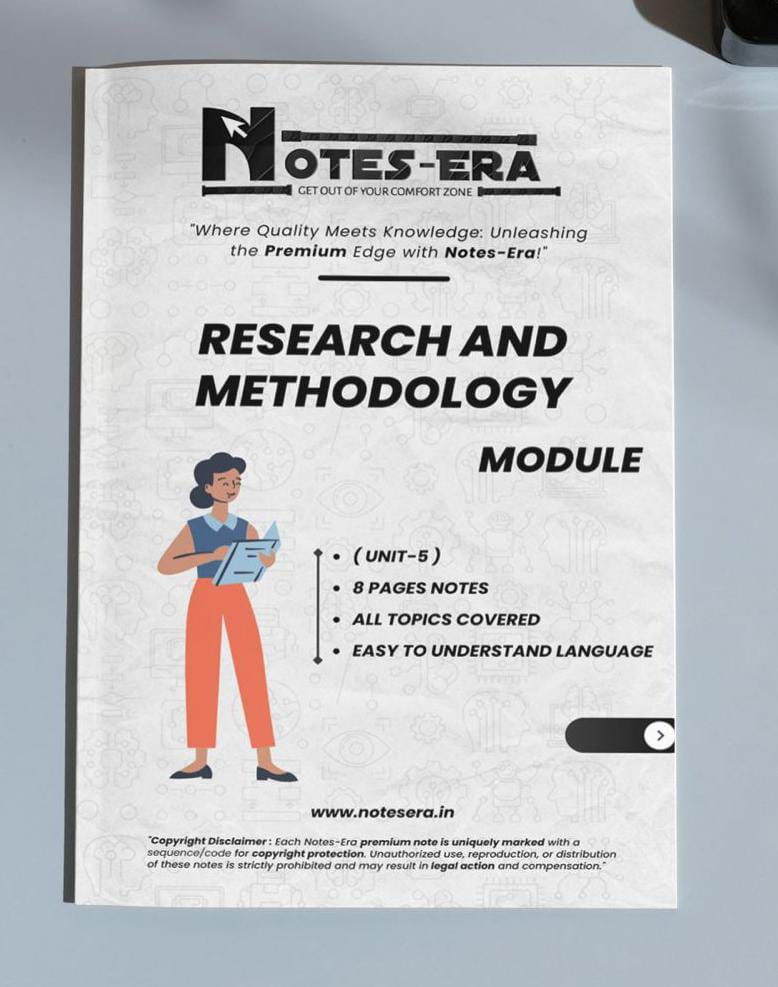 NOTES-ERA
GET OUT OF YOUR COMFORT ZONE
"Where Quality Meets Knowledge: Unleashing
the Premium Edge with Notes-Era!"
RESEARCH AND
METHODOLOGY
MODULE
• ( UNIT-5 )
• 8 PAGES NOTES
• ALL TOPICS COVERED
• EASY TO UNDERSTAND LANGUAGE
www.notesera.in
"Copyright Disclaimer : Each Notes-Era premium note is uniquely marked with a
sequence/code for copyright protection. Unauthorized use, reproduction, or distribution
of these notes is strictly prohibited and may result in legal action and compensation."